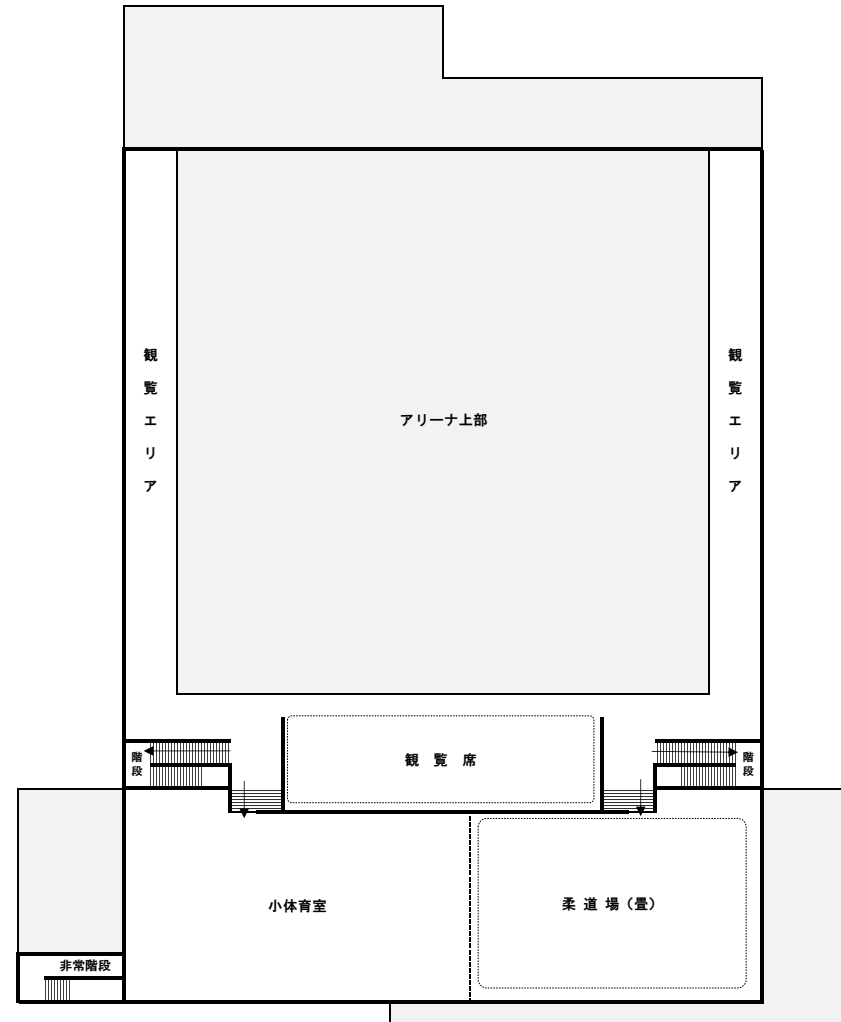 観覧エリア
アリーナ上部
観覧エリア
階段
観覧席
階段
小体育室
柔道場（畳）
非常階段